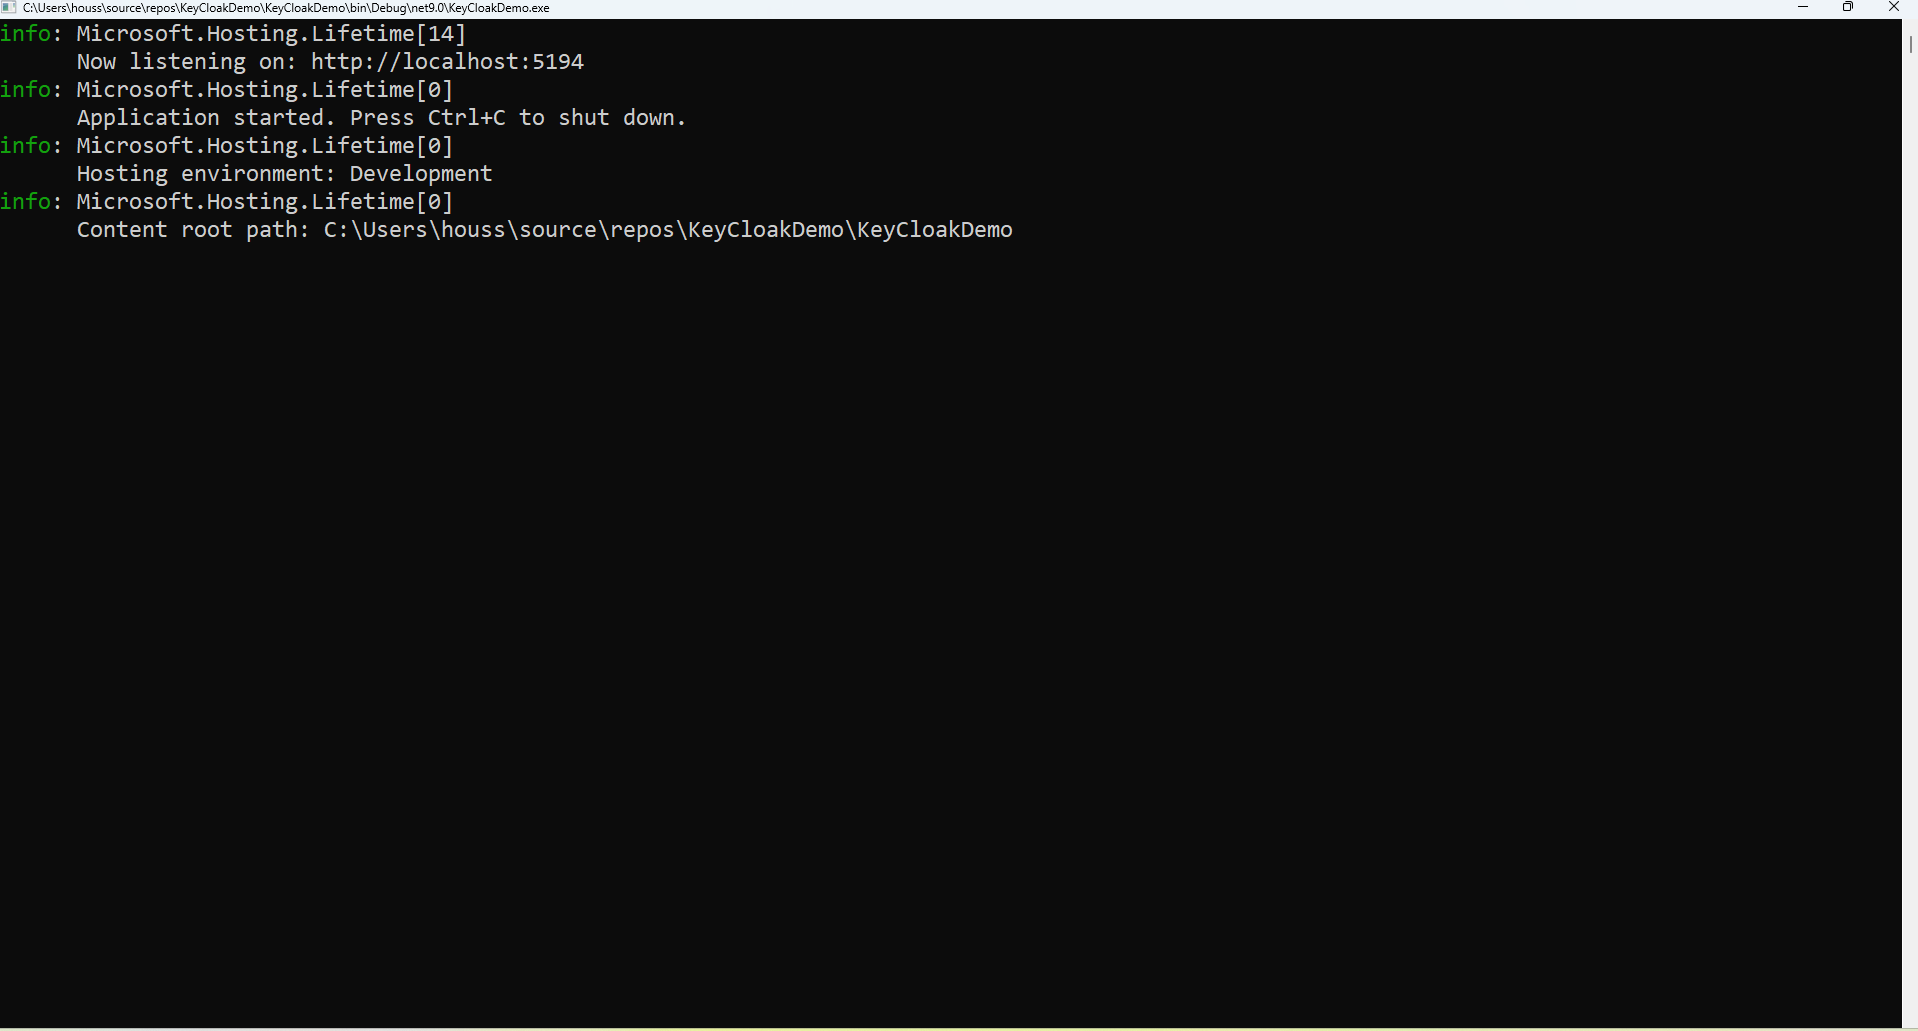 C:\Users\houss\source\repos\KeyCloakDemo\KeyCloakDemo\bin\Debug\net9.0\KeyCloakDemo.exe
info: Microsoft.Hosting.Lifetime[14]
Now listening on: http://localhost:5194
info: Microsoft.Hosting.Lifetime[0]
Application started. Press Ctrl+C to shut down.
info: Microsoft.Hosting.Lifetime[0]
Hosting environment: Development
info: Microsoft.Hosting.Lifetime[0]
Content root path: C:\Users\houss\source\repos\KeyCloakDemo\KeyCloakDemo